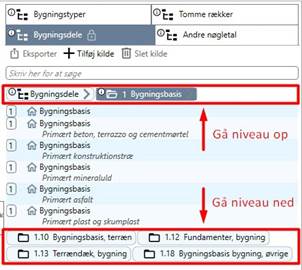 Bygningstyper
Tomme rækker
Bygningsdele
Andre nøgletal
Eksporter + Tilføj kilde Slet kilde
Skriv her for at søge
Bygningsdele 1 Bygningsbasis
1 Bygningsbasis
Primært beton, terrazzo og cementmørtel
1 Bygningsbasis
Primært konstruktionstræ
1 Bygningsbasis
Primært mineraluld
1 Bygningsbasis
Primært asfalt
1 Bygningsbasis
Primært plast og skumplast
Gå niveau op
Gå niveau ned
1.10 Bygningsbasis, terræn
1.12 Fundamenter, bygning
1.13 Terrændæk, bygning
1.18 Bygningsbasis bygning, øvrige